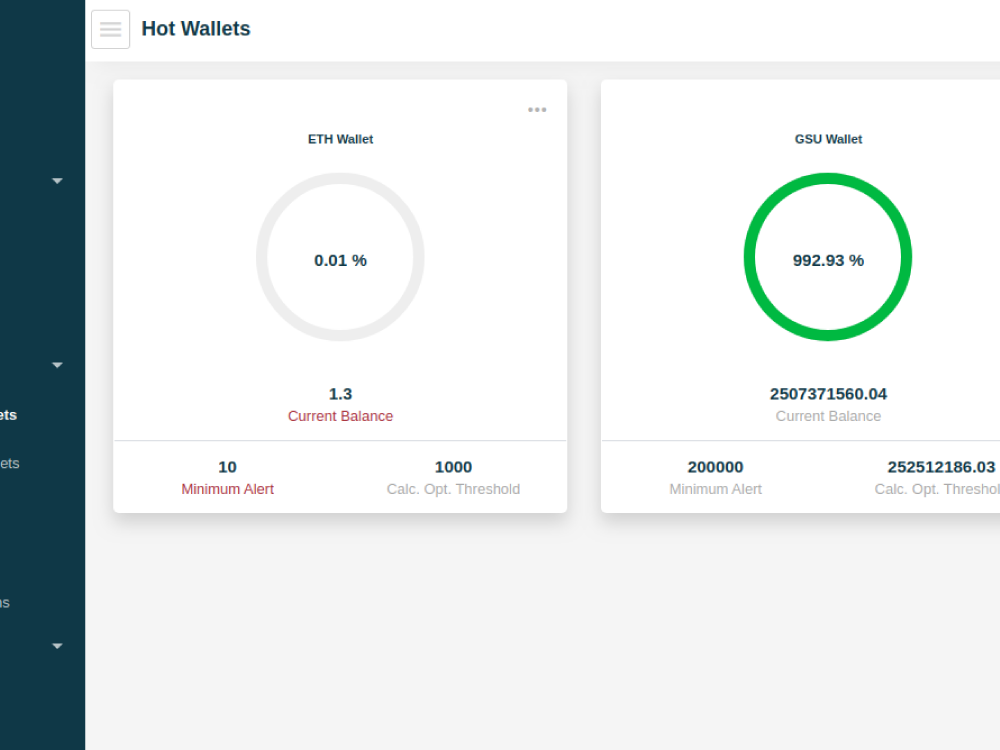 Hot Wallets
ETH Wallet
0.01 %
1.3
Current Balance
10
Minimum Alert
1000
Calc. Opt. Threshold
GSU Wallet
992.93 %
2507371560.04
Current Balance
200000
Minimum Alert
252512186.03
Calc. Opt. Threshol
ets
ets
ns